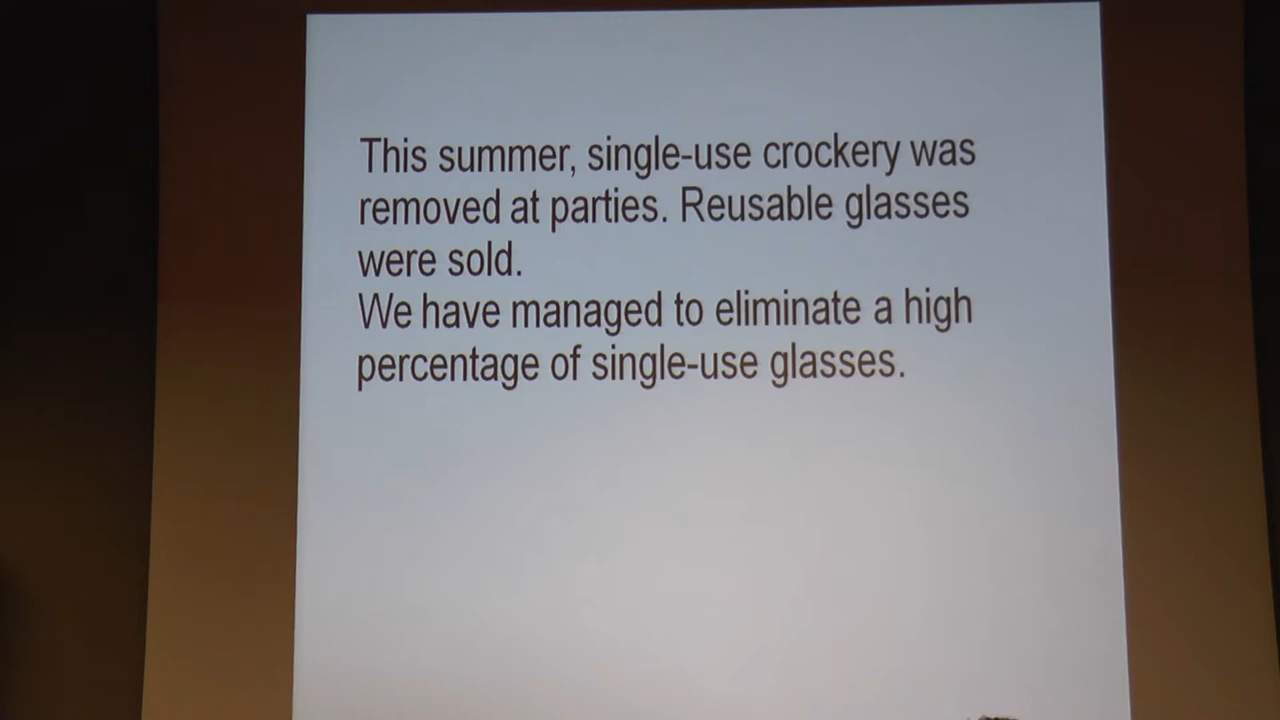 This summer, single-use crockery was
removed at parties. Reusable glasses
were sold.
We have managed to eliminate a high
percentage of single-use glasses.